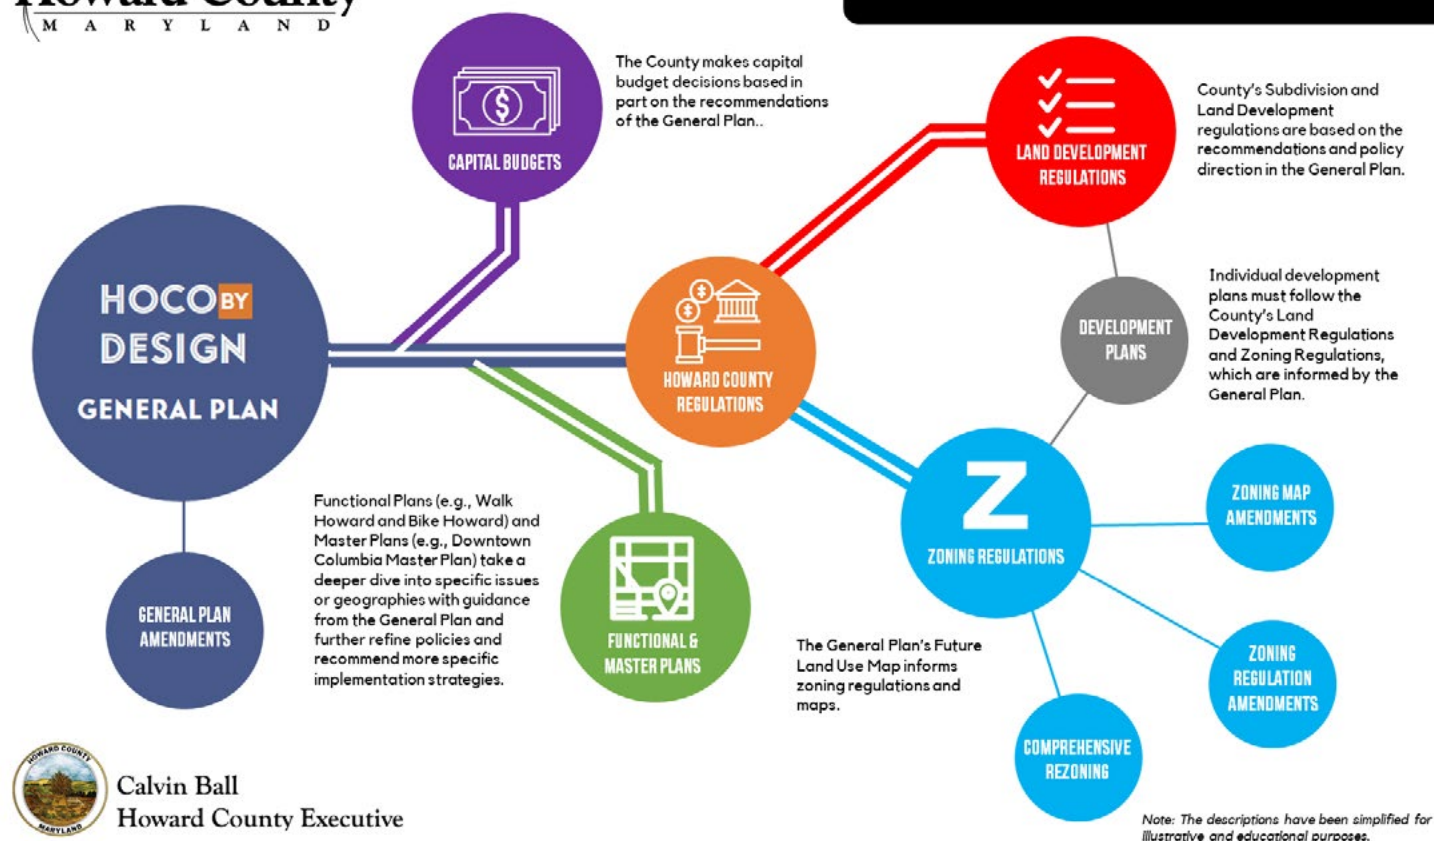 Howard County
MARYLAND
The County makes capital
budget decisions based in
part on the recommendations
of the General Plan..
CAPITAL BUDGETS
LAND DEVELOPMENT
REGULATIONS
County's Subdivision and
Land Development
regulations are based on the
recommendations and policy
direction in the General Plan.
HOCO BY
DESIGN
GENERAL PLAN
HOWARD COUNTY
REGULATIONS
DEVELOPMENT
PLANS
Individual development
plans must follow the
County's Land
Development Regulations
and Zoning Regulations,
which are informed by the
General Plan.
GENERAL PLAN
AMENDMENTS
Functional Plans (e.g., Walk
Howard and Bike Howard) and
Master Plans (e.g., Downtown
Columbia Master Plan) take a
deeper dive into specific issues
or geographies with guidance
from the General Plan and
further refine policies and
recommend more specific
implementation strategies.
FUNCTIONAL &
MASTER PLANS
Z
ZONING REGULATIONS
ZONING MAP
AMENDMENTS
The General Plan's Future
Land Use Map informs
zoning regulations and
maps.
ZONING
REGULATION
AMENDMENTS
COMPREHENSIVE
REZONING
HOWARD COUNTY
MARYLAND
Calvin Ball
Howard County Executive
Note: The descriptions have been simplified for
illustrative and educational purposes.